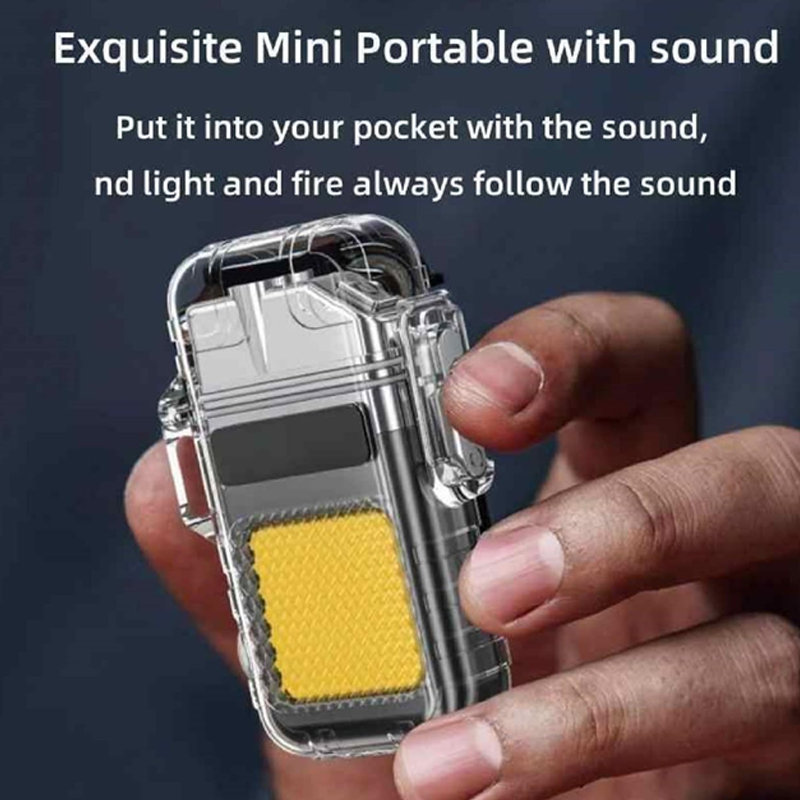 Exquisite Mini Portable with sound
Put it into your pocket with the sound,
nd light and fire always follow the sound